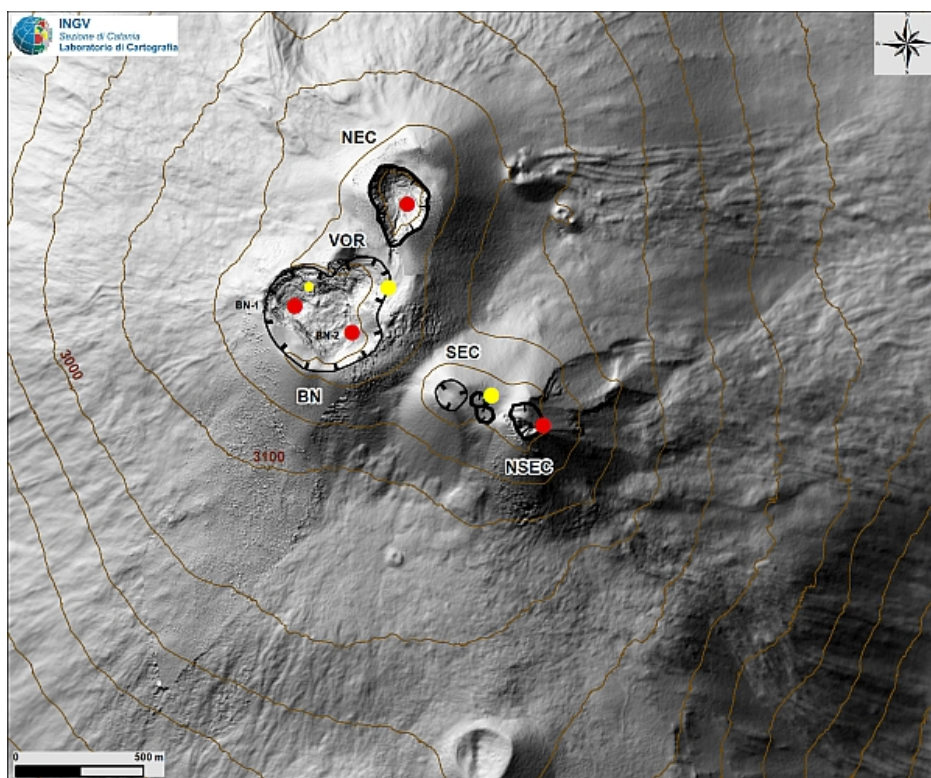 INGV
Sezione di Catania
Laboratorio di Cartografia
N
NEC
VOR
BN-1
BN-2
SEC
BN
3000
3100
NSEC
0 500 m